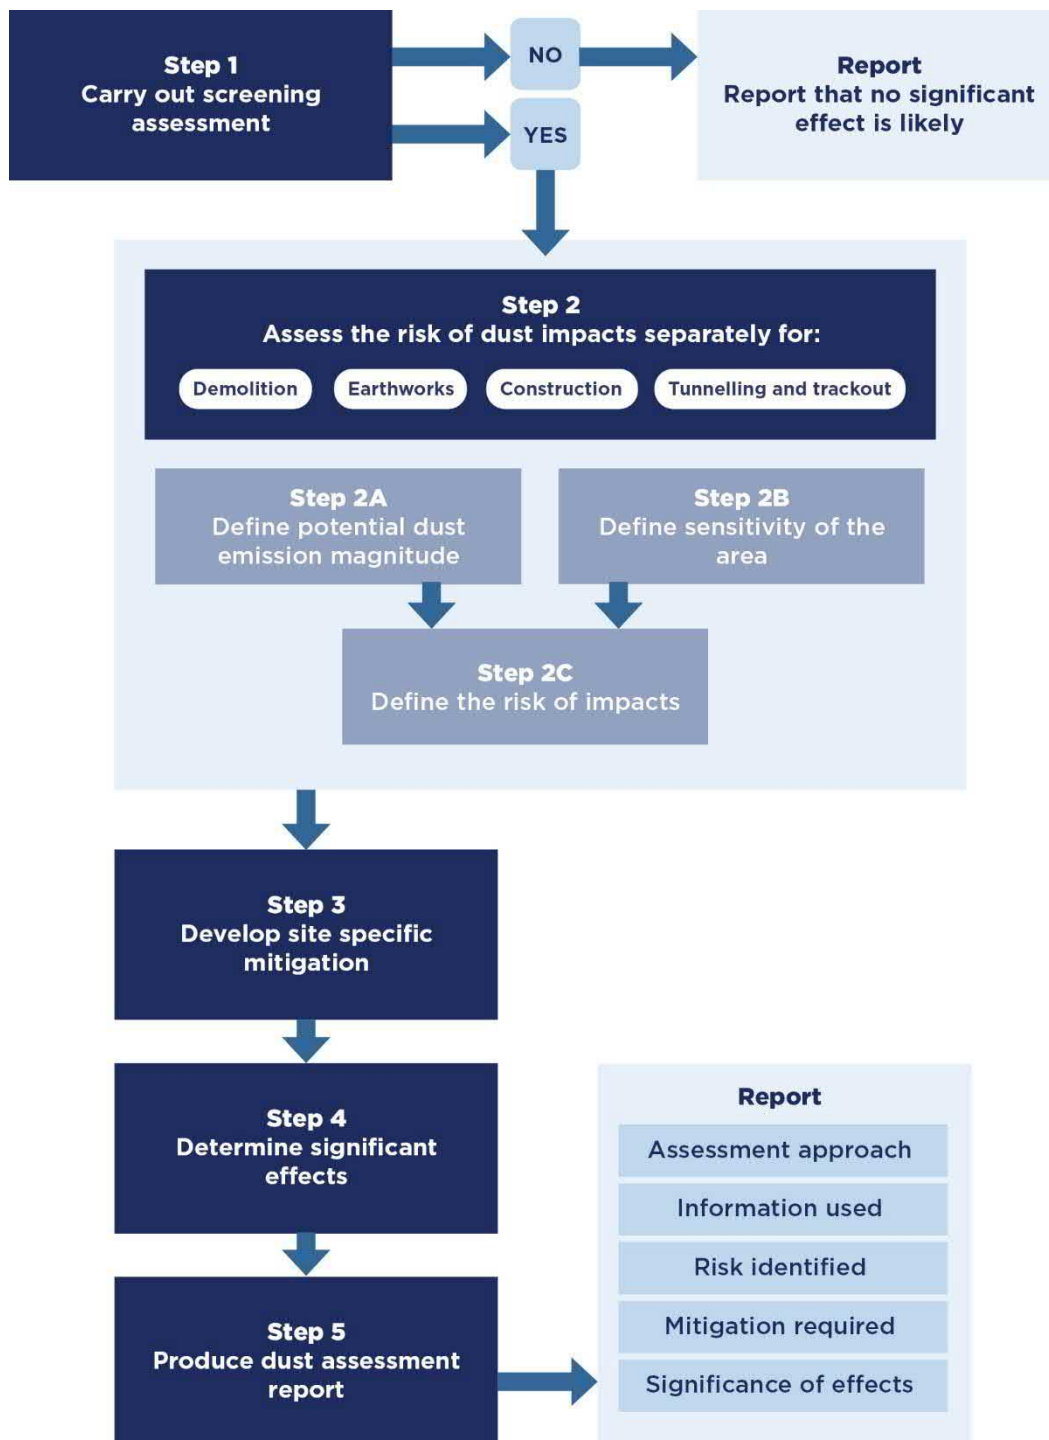 Step 1
Carry out screening
assessment
NO
YES
Report
Report that no significant
effect is likely
Step 2
Assess the risk of dust impacts separately for:
Demolition
Earthworks
Construction
Tunnelling and trackout
Step 2A
Define potential dust
emission magnitude
Step 2B
Define sensitivity of the
area
Step 2C
Define the risk of impacts
Step 3
Develop site specific
mitigation
Step 4
Determine significant
effects
Step 5
Produce dust assessment
report
Report
Assessment approach
Information used
Risk identified
Mitigation required
Significance of effects